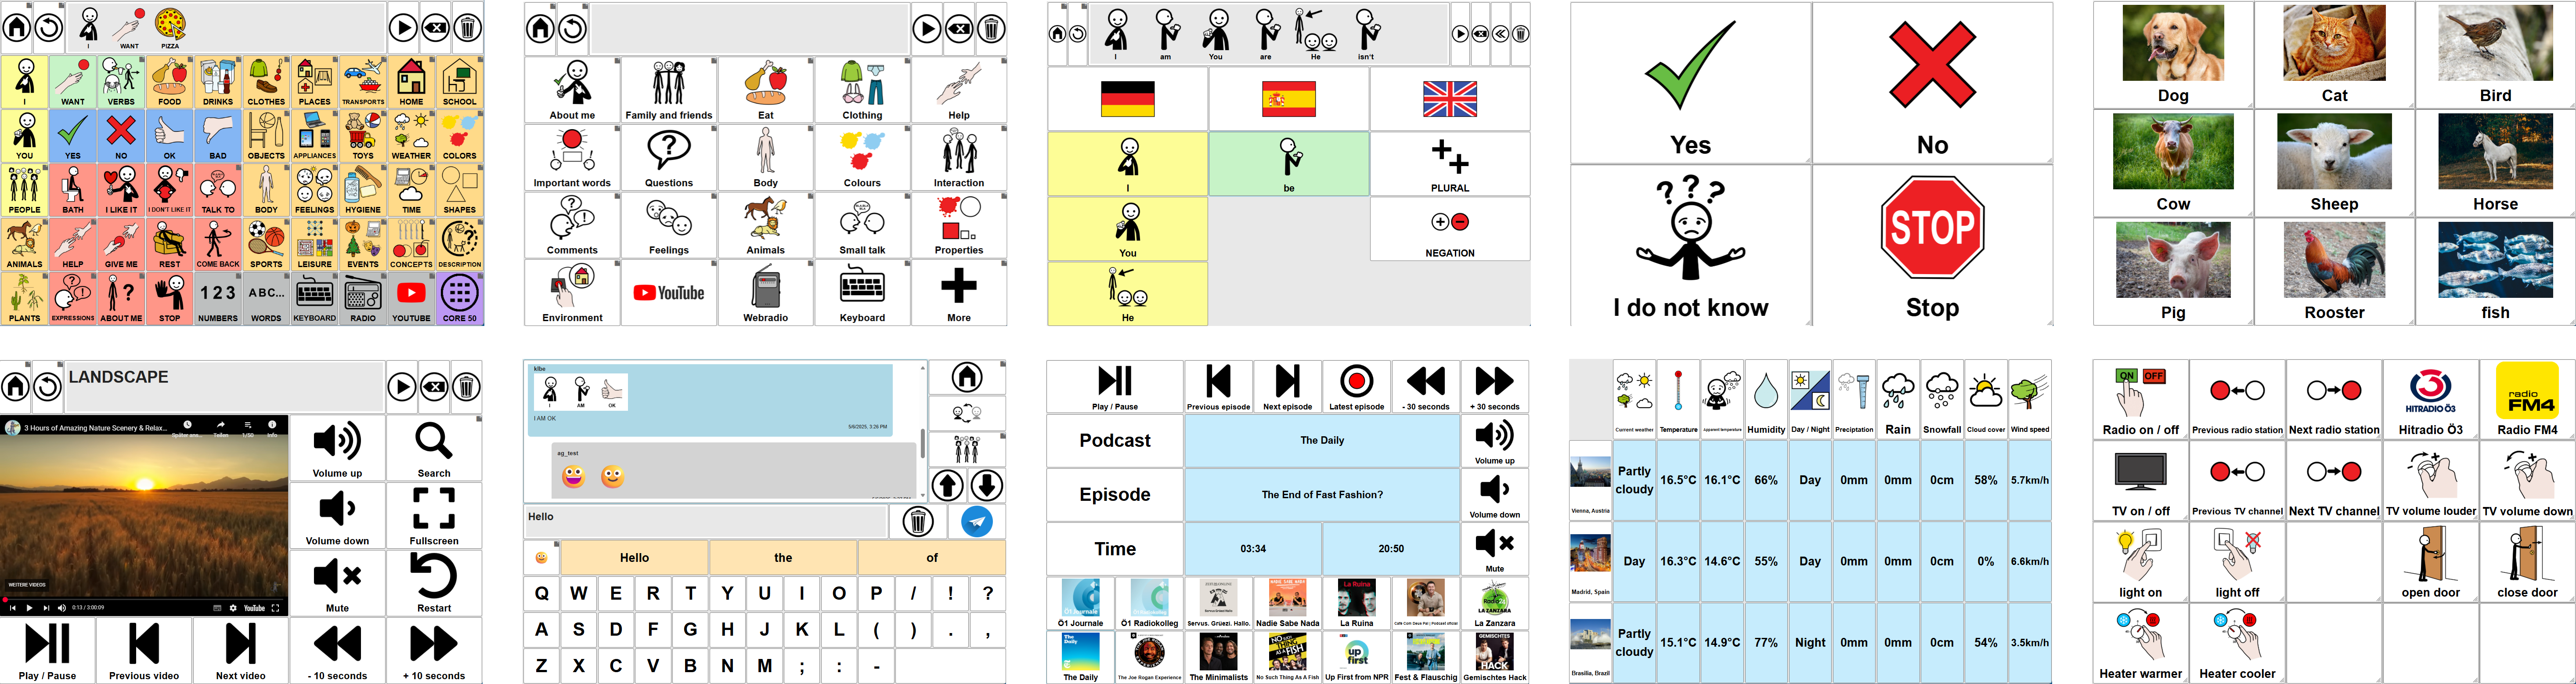 I WANT PIZZA
I WANT VERBS FOOD DRINKS CLOTHES PLACES TRANSPORTS HOME SCHOOL
YOU YES NO OK BAD OBJECTS APPLIANCES TOYS WEATHER COLORS
PEOPLE BATH I LIKE IT I DON'T LIKE IT TALK TO BODY FEELINGS HYGIENE TIME SHAPES
ANIMALS HELP GIVE ME REST COME BACK SPORTS LEISURE EVENTS CONCEPTS DESCRIPTION
1 2 3 ABC...
PLANTS EXPRESSIONS ABOUT ME STOP NUMBERS WORDS KEYBOARD RADIO YOUTUBE CORE 50
About me Family and friends Eat Clothing Help
Important words Questions Body Colours Interaction
Comments Feelings Animals Small talk Properties
YouTube
Environment Webradio Keyboard More
I am You are He isn't
I be PLURAL
You NEGATION
He
Yes No
STOP
I do not know Stop
Dog Cat Bird
Cow Sheep Horse
Pig Rooster fish
LANDSCAPE
3 Hours of Amazing Nature Scenery & Relax...
Später ans... Teilen 1/50 Info
WEITERE VIDEOS
0:13 / 3:00:09 YouTube
Volume up Search
Volume down Fullscreen
Mute Restart
Play / Pause Previous video Next video - 10 seconds + 10 seconds
klbe
I AM OK
I AM OK
5/6/2025, 3:26 PM
ag_test
Hello
Hello the of
Q W E R T Y U I O P / ! ?
A S D F G H J K L ( ) . ,
Z X C V B N M ; : -
Play / Pause Previous episode Next episode Latest episode - 30 seconds + 30 seconds
Podcast The Daily Volume up
Episode The End of Fast Fashion? Volume down
Time 03:34 20:50 Mute
Ö1 Journale Ö1 Radiokolleg Servus. Grüezi. Hallo. Nadie Sabe Nada La Ruina La Zanzara
The Daily The Joe Rogan Experience The Minimalists No Such Thing As A Fish Up First from NPR Fest & Flauschig Gemischtes Hack
Current weather Temperature Apparent temperature Humidity Day / Night Precipitation Rain Snowfall Cloud cover Wind speed
Vienna, Austria Partly cloudy 16.5°C 16.1°C 66% Day 0mm 0mm 0cm 58% 5.7km/h
Madrid, Spain Day 16.3°C 14.6°C 55% Day 0mm 0mm 0cm 0% 6.6km/h
Brasilia, Brazil Partly cloudy 15.1°C 14.9°C 77% Night 0mm 0mm 0cm 54% 3.5km/h
ON OFF
HITRADIO Ö3
radio FM4
Radio on / off Previous radio station Next radio station Hitradio Ö3 Radio FM4
TV on / off Previous TV channel Next TV channel TV volume louder TV volume down
light on light off open door close door
Heater warmer Heater cooler